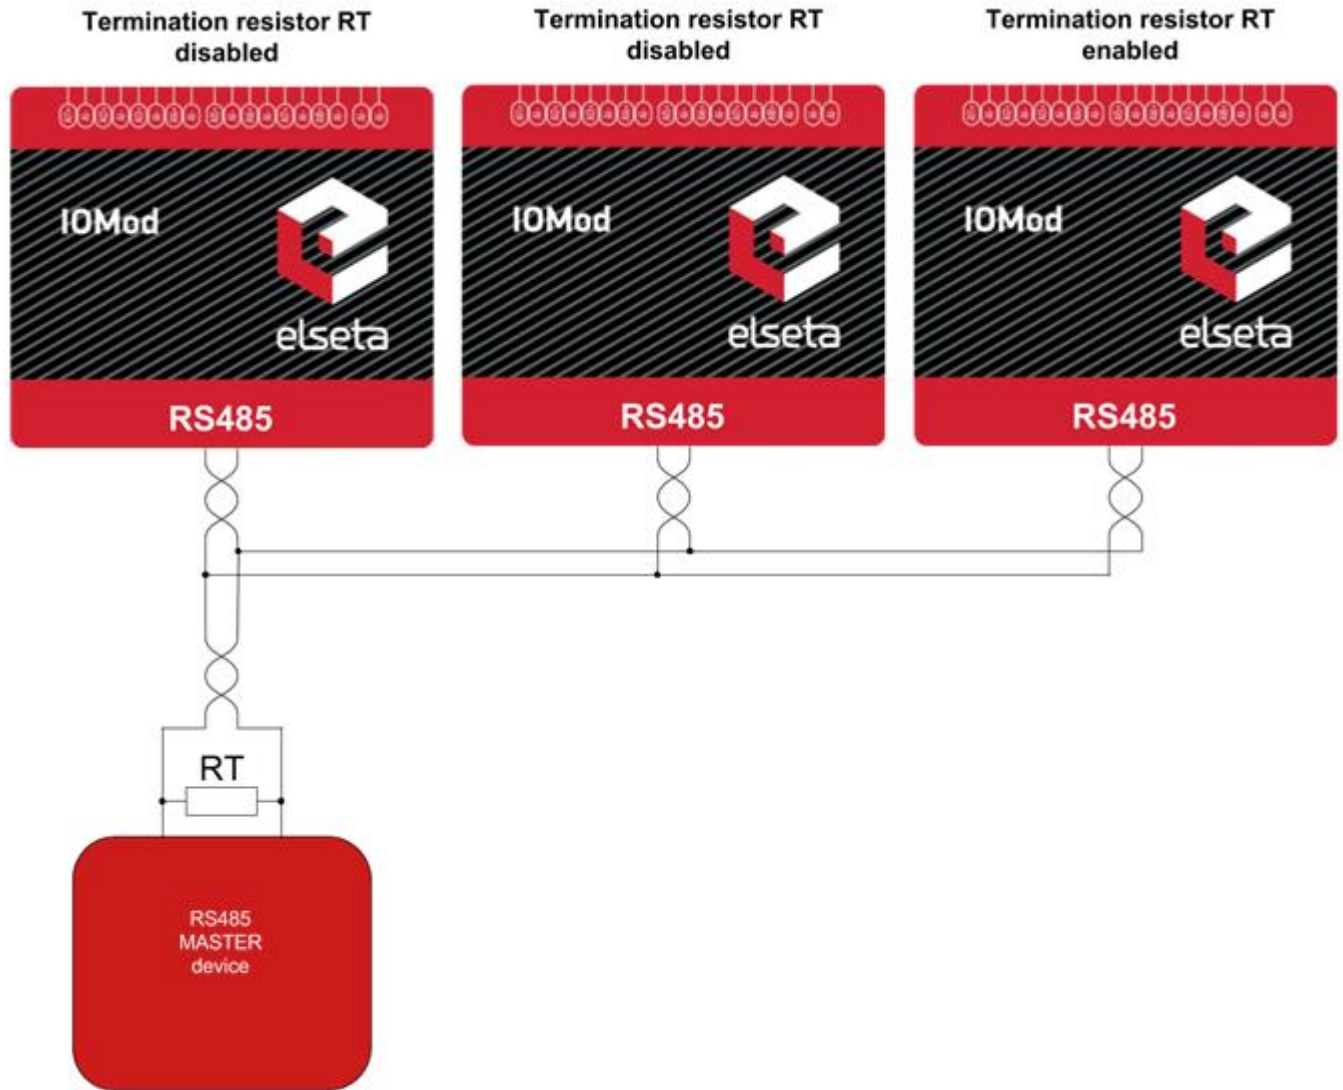 Termination resistor RT
disabled
Termination resistor RT
disabled
Termination resistor RT
enabled
IOMod
elseta
RS485
IOMod
elseta
RS485
IOMod
elseta
RS485
RT
RS485
MASTER
device